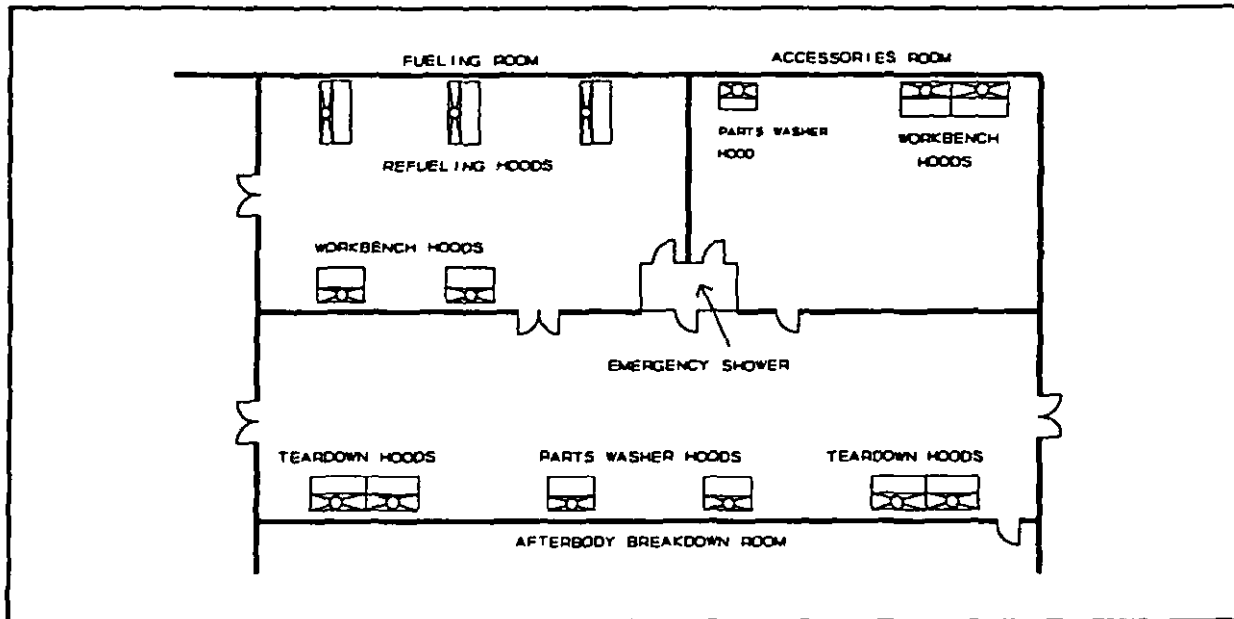 FUELING ROOM
ACCESSORIES ROOM
REFUELING HOODS
PARTS WASHER
HOOD
WORKBENCH
HOODS
WORKBENCH HOODS
EMERGENCY SHOWER
TEARDOWN HOODS
PARTS WASHER HOODS
TEARDOWN HOODS
AFTERBODY BREAKDOWN ROOM